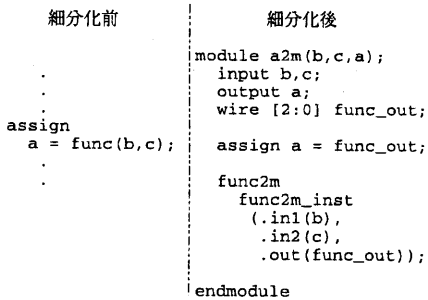 細分化前
.
.
.
assign
a = func(b,c);
.
.
細分化後
module a2m(b,c,a);
input b,c;
output a;
wire [2:0] func_out;
assign a = func_out;
func2m
func2m_inst
(.in1(b),
.in2(c),
.out(func_out));
endmodule